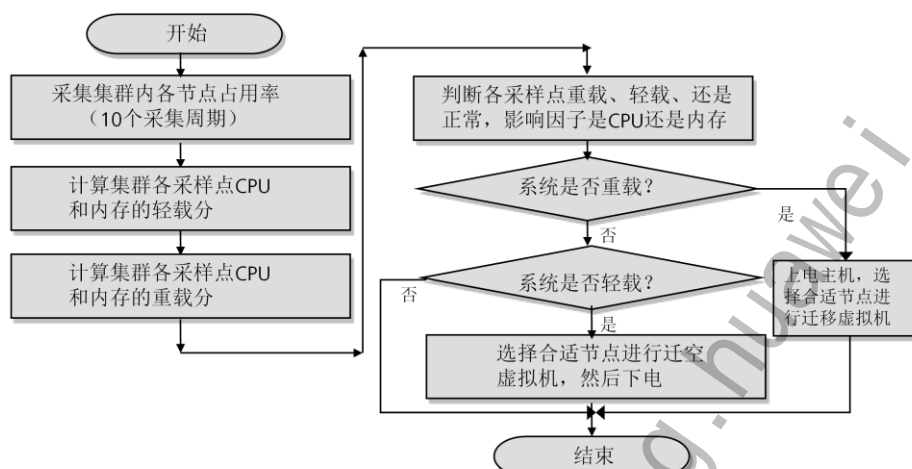 开始
采集集群内各节点占用率
（10个采集周期）
计算集群各采样点CPU
和内存的轻载分
计算集群各采样点CPU
和内存的重载分
判断各采样点重载、轻载、还是
正常，影响因子是CPU还是内存
系统是否重载？
是
否
系统是否轻载？
否
是
上电主机，选
择合适节点进
行迁移虚拟机
选择合适节点进行迁空
虚拟机，然后下电
结束
g.huawei